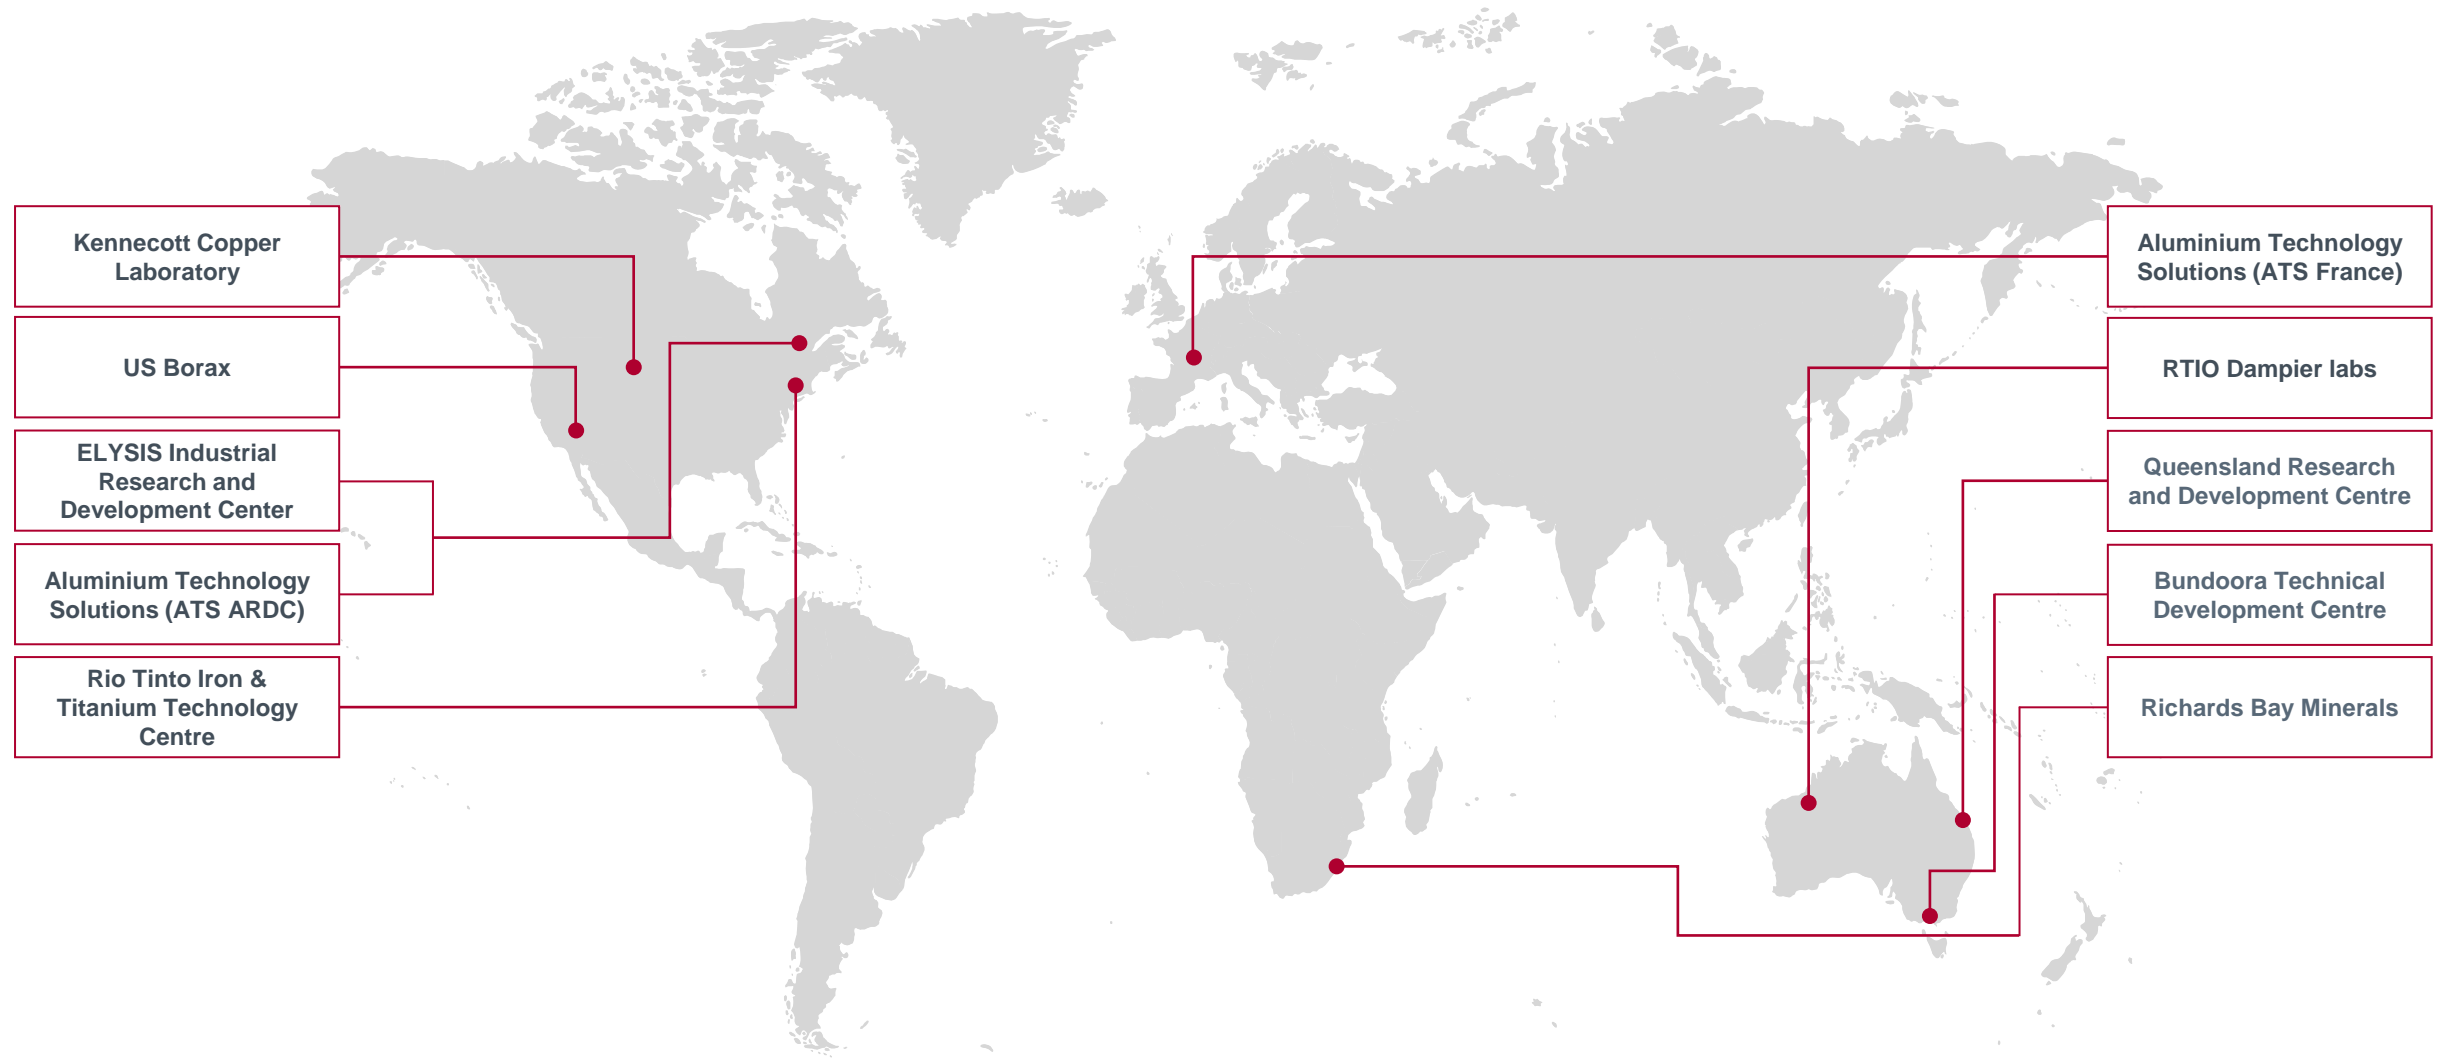 Kennecott Copper
Laboratory
US Borax
ELYSIS Industrial
Research and
Development Center
Aluminium Technology
Solutions (ATS ARDC)
Rio Tinto Iron &
Titanium Technology
Centre
Aluminium Technology
Solutions (ATS France)
RTIO Dampier labs
Queensland Research
and Development Centre
Bundoora Technical
Development Centre
Richards Bay Minerals